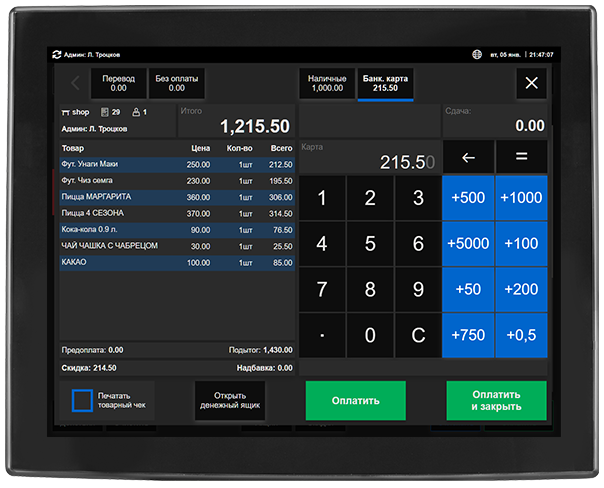 Админ: Л. Троцков
вт, 05 янв. | 21:47:07
Перевод
0.00
Без оплаты
0.00
Наличные
1,000.00
Банк. карта
215.50
shop 29 1
Админ: Л. Троцков
Итого
1,215.50
Сдача:
0.00
Товар Цена Кол-во Всего
Фут. Унаги Маки 250.00 1шт 212.50
Фут. Чиз семга 230.00 1шт 195.50
Пицца МАРГАРИТА 360.00 1шт 306.00
Пицца 4 СЕЗОНА 370.00 1шт 314.50
Кока-кола 0.9 л. 90.00 1шт 76.50
ЧАЙ ЧАШКА С ЧАБРЕЦОМ 30.00 1шт 25.50
КАКАО 100.00 1шт 85.00
Предоплата: 0.00 Подытог: 1,430.00
Скидка: 214.50 Надбавка: 0.00
Карта
215.50
← =
1 2 3 +500 +1000
4 5 6 +5000 +100
7 8 9 +50 +200
. 0 C +750 +0,5
Печатать
товарный чек
Открыть
денежный ящик
Оплатить
Оплатить
и закрыть